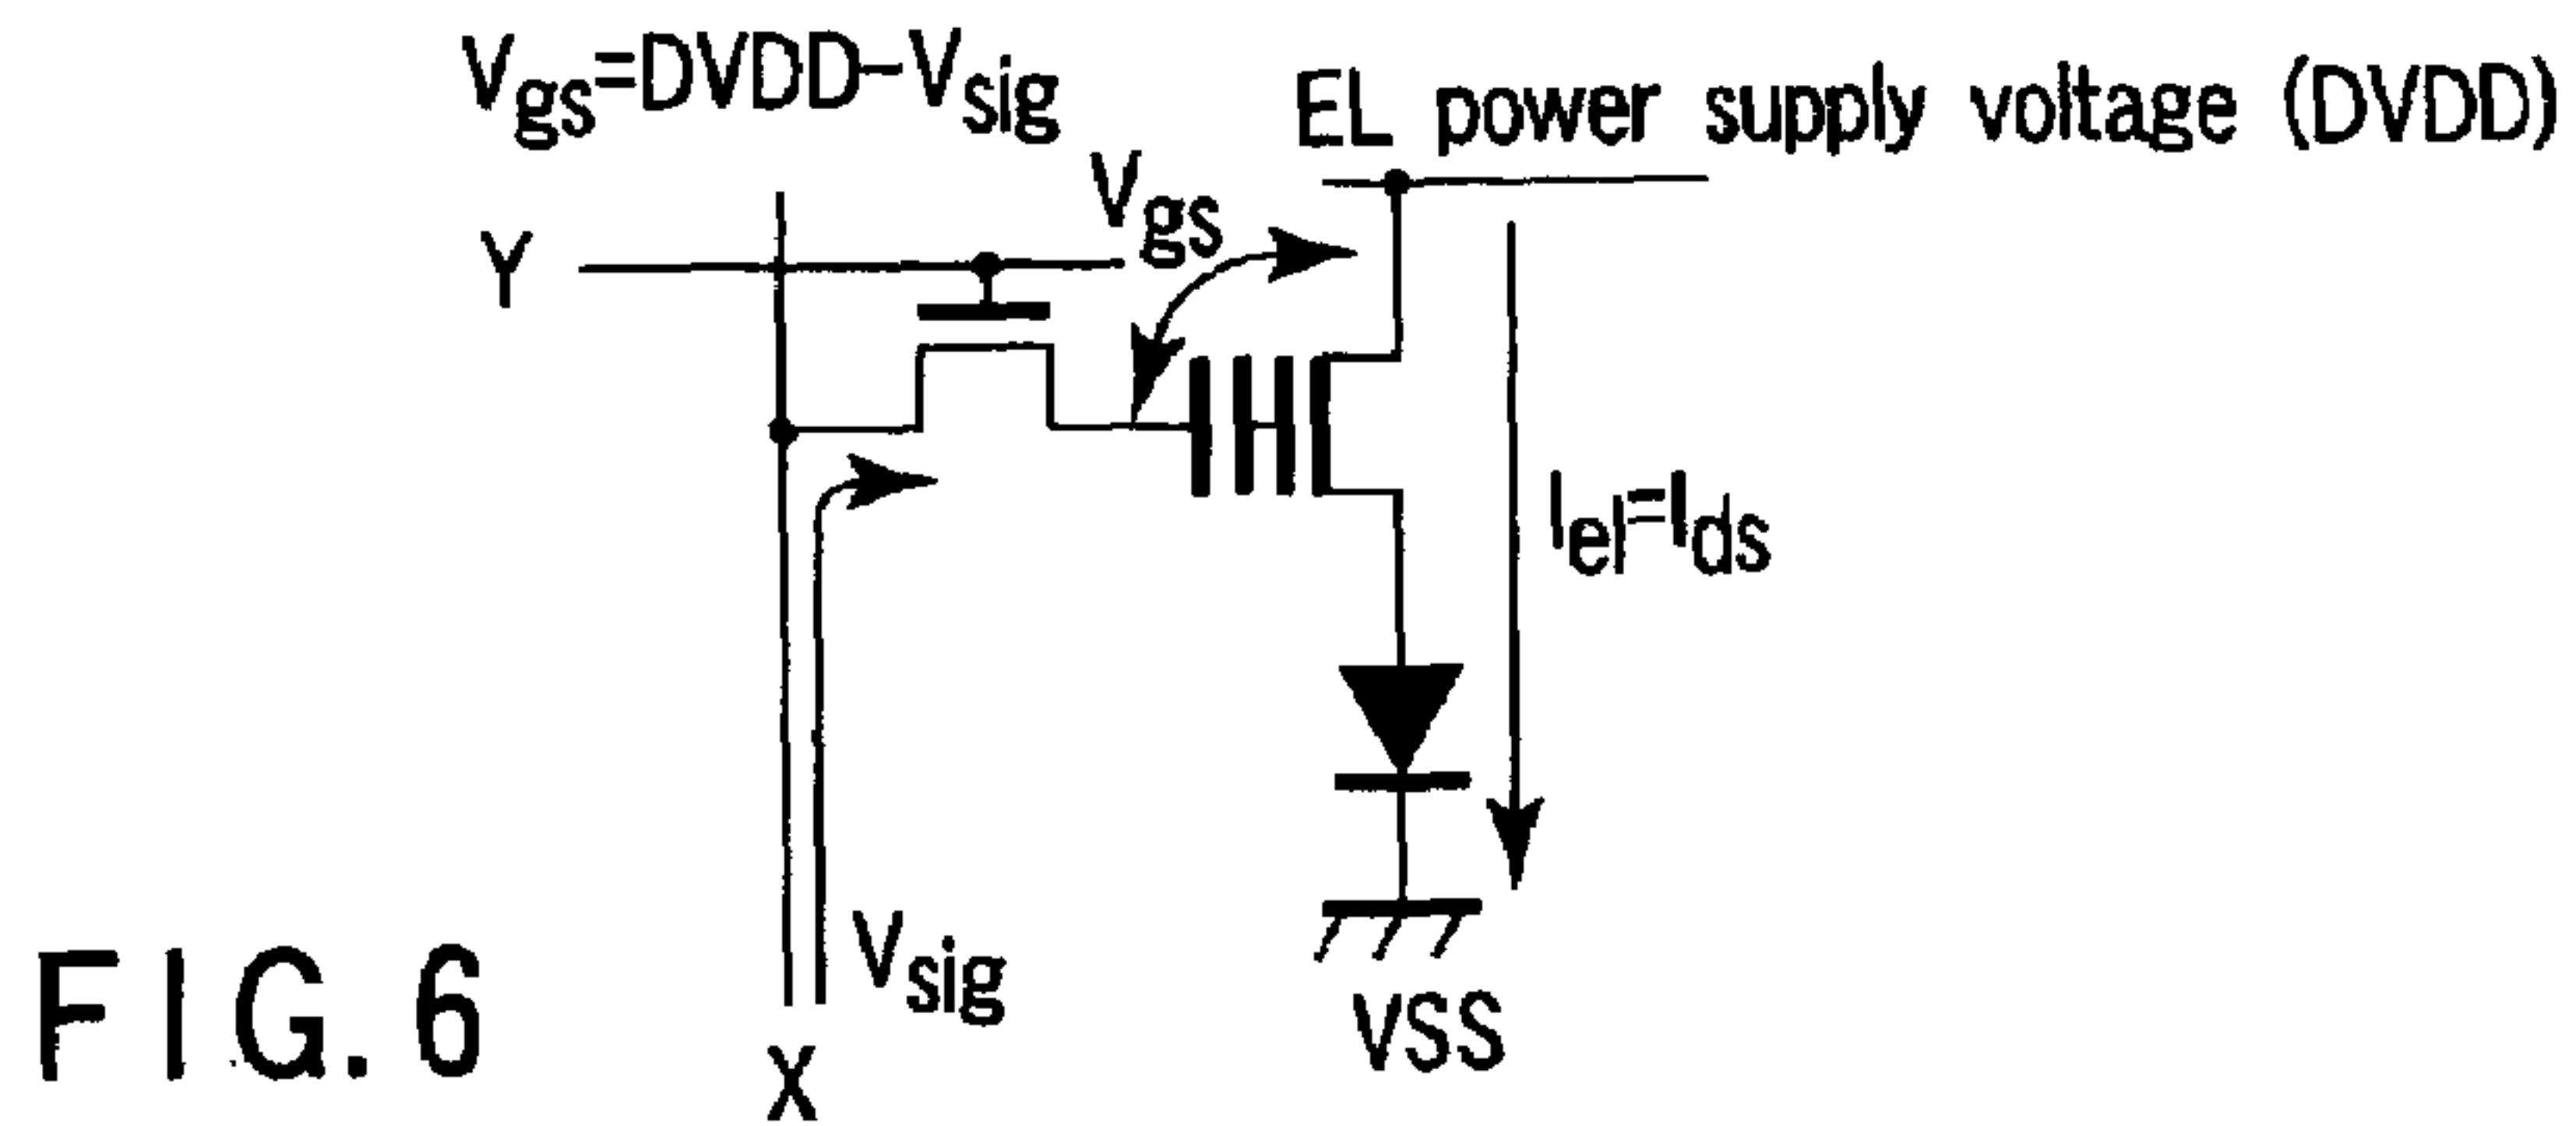 Vgs=DVDD-Vsig
EL power supply voltage (DVDD)
Vgs
Y
Iel=Ids
Vsig
X
VSS
FIG. 6